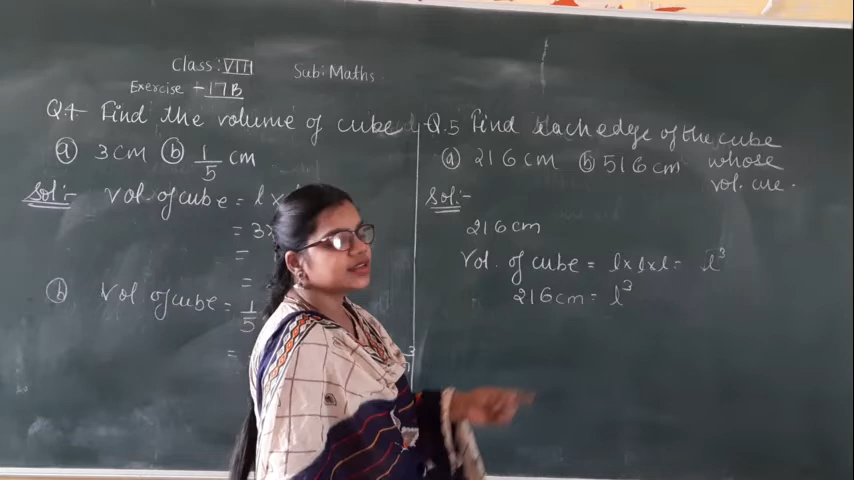 Class: VIII Sub: Maths
Exercise - 17B
Q.4- Find the volume of cube
(a) 3cm (b) 1/5 cm
Sol:- Vol. of cube = l x
= 3x
=
=
(b) Vol of cube = 1/5
=
Q.5 Find each edge of the cube
(a) 216 cm (b) 516 cm whose
vol. are.
Sol:-
216 cm
Vol. of cube = l x l x l = l³
216 cm = l³